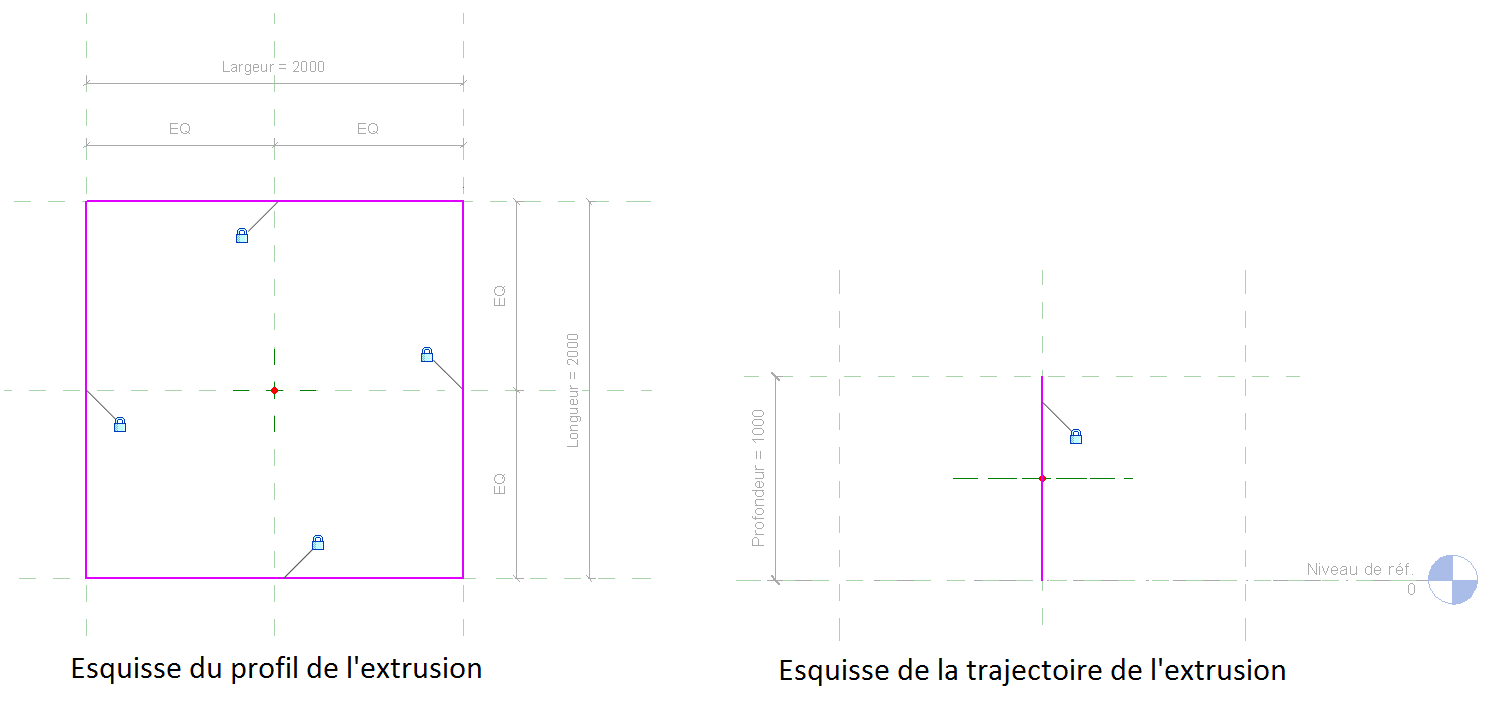 Largeur = 2000
EQ
EQ
EQ
Longueur = 2000
EQ
Esquisse du profil de l'extrusion
Profondeur = 1000
Niveau de réf.
0
Esquisse de la trajectoire de l'extrusion